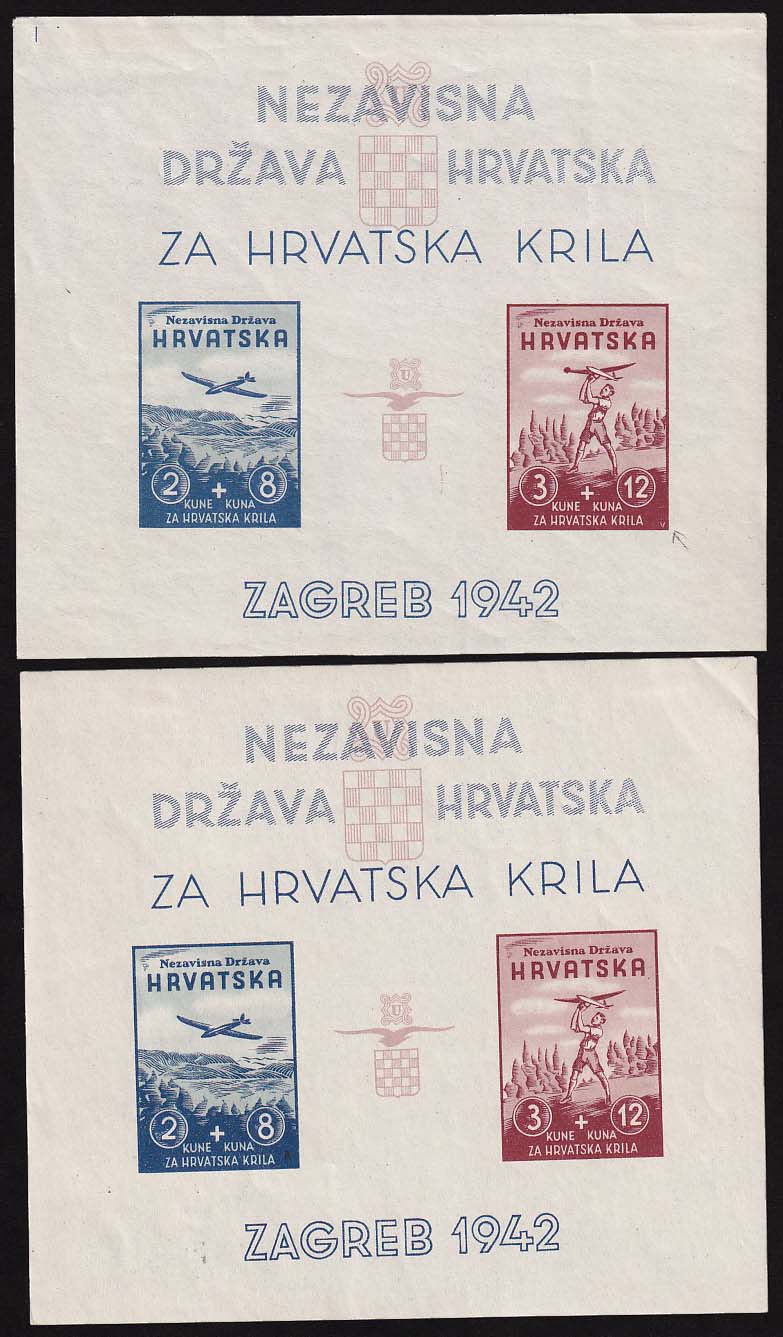 NEZAVISNA
DRŽAVA HRVATSKA
ZA HRVATSKA KRILA
Nezavisna Država
HRVATSKA
2 + 8
KUNE KUNA
ZA HRVATSKA KRILA
U
Nezavisna Država
HRVATSKA
3 + 12
KUNE KUNA
ZA HRVATSKA KRILA
V
ZAGREB 1942
NEZAVISNA
DRŽAVA HRVATSKA
ZA HRVATSKA KRILA
Nezavisna Država
HRVATSKA
2 + 8
KUNE KUNA
ZA HRVATSKA KRILA
U
Nezavisna Država
HRVATSKA
3 + 12
KUNE KUNA
ZA HRVATSKA KRILA
ZAGREB 1942